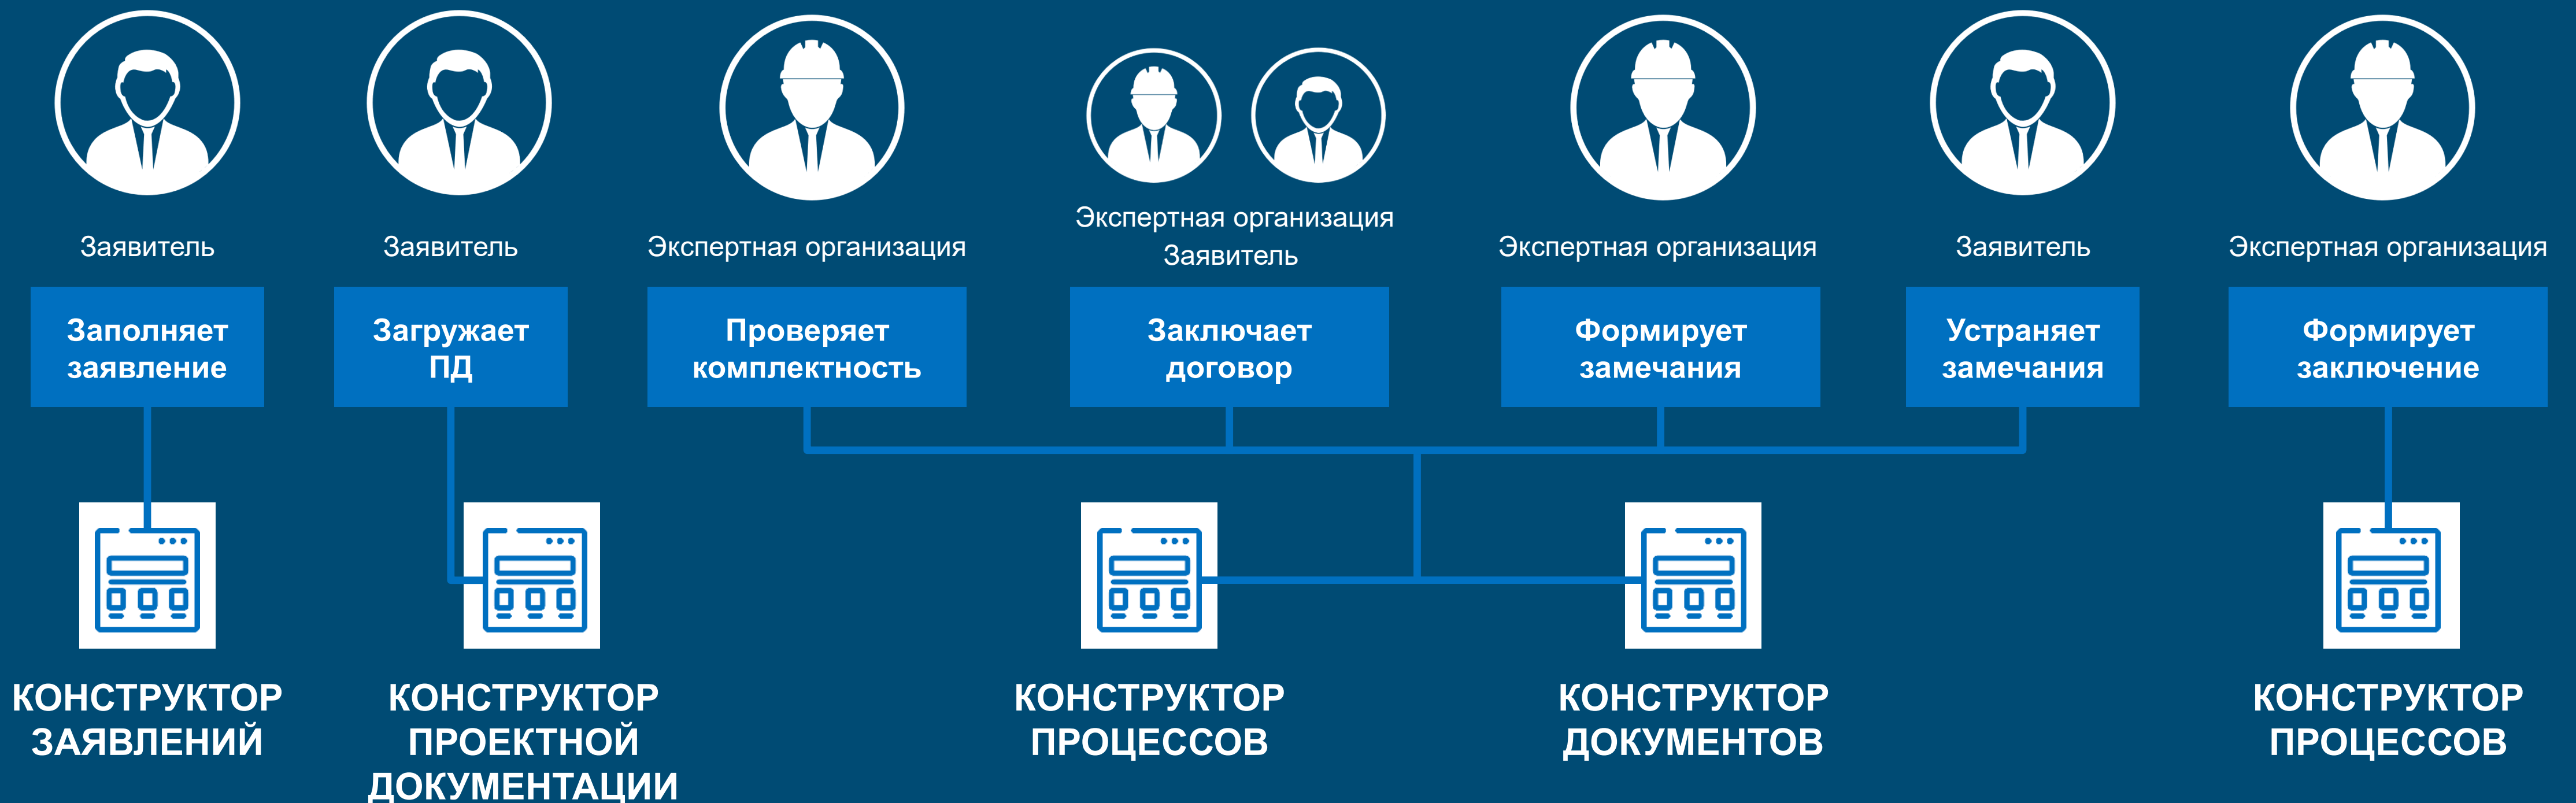 Заявитель
Заявитель
Экспертная организация
Экспертная организация
Заявитель
Экспертная организация
Заявитель
Экспертная организация
Заполняет
заявление
Загружает
ПД
Проверяет
комплектность
Заключает
договор
Формирует
замечания
Устраняет
замечания
Формирует
заключение
КОНСТРУКТОР
ЗАЯВЛЕНИЙ
КОНСТРУКТОР
ПРОЕКТНОЙ
ДОКУМЕНТАЦИИ
КОНСТРУКТОР
ПРОЦЕССОВ
КОНСТРУКТОР
ДОКУМЕНТОВ
КОНСТРУКТОР
ПРОЦЕССОВ